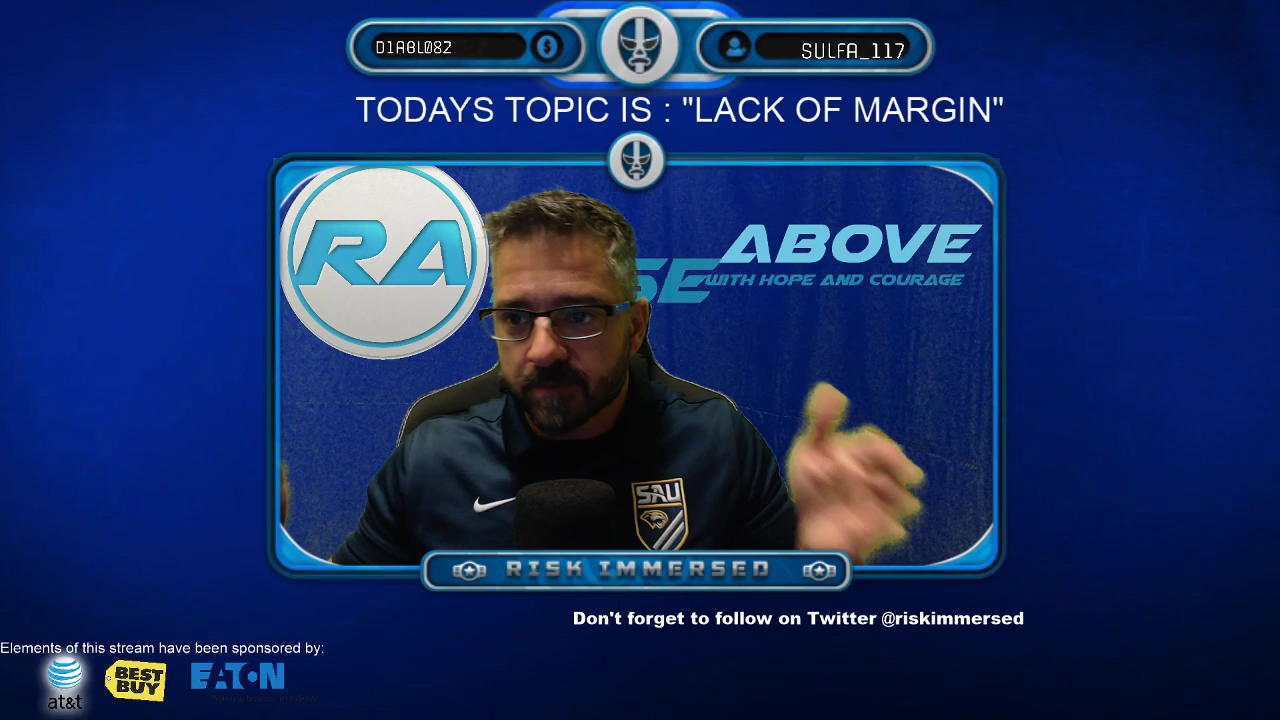 D1ABL082
SULFA_117
TODAYS TOPIC IS : "LACK OF MARGIN"
RA
ABOVE
SE
WITH HOPE AND COURAGE
SAU
RISK IMMERSED
Don't forget to follow on Twitter @riskimmersed
Elements of this stream have been sponsored by:
at&t
BEST
BUY
EATON